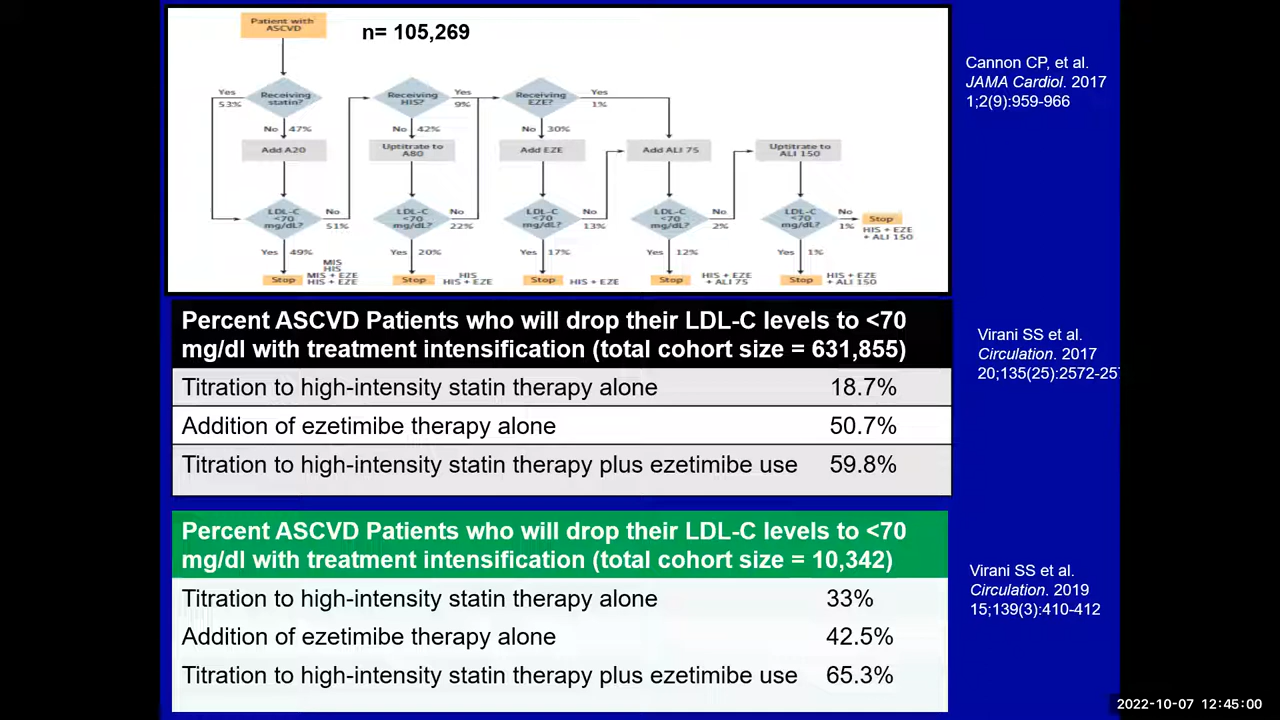 Patient with
ASCVD
n= 105,269
Cannon CP, et al.
JAMA Cardiol. 2017
1;2(9):959-966
Yes
53%
Receiving
statin?
Receiving
HIS?
Yes
9%
Receiving
EZE?
Yes
1%
No 47%
No 42%
No 30%
Add A20
Uptitrate to
A80
Add EZE
Add ALI 75
Uptitrate to
ALI 150
LDL-C
<70
mg/dL?
No
51%
LDL-C
<70
mg/dL?
No
22%
LDL-C
<70
mg/dL?
No
13%
LDL-C
<70
mg/dL?
No
2%
LDL-C
<70
mg/dL?
No
1%
Stop
HIS + EZE
+ ALI 150
Yes 49%
Yes 20%
Yes 17%
Yes 12%
Yes 1%
Stop
MIS
HIS
MIS + EZE
HIS + EZE
Stop
HIS
HIS + EZE
Stop
HIS + EZE
Stop
HIS + EZE
+ ALI 75
Stop
HIS + EZE
+ ALI 150
Percent ASCVD Patients who will drop their LDL-C levels to <70
mg/dl with treatment intensification (total cohort size = 631,855)
Titration to high-intensity statin therapy alone 18.7%
Addition of ezetimibe therapy alone 50.7%
Titration to high-intensity statin therapy plus ezetimibe use 59.8%
Virani SS et al.
Circulation. 2017
20;135(25):2572-25
Percent ASCVD Patients who will drop their LDL-C levels to <70
mg/dl with treatment intensification (total cohort size = 10,342)
Titration to high-intensity statin therapy alone 33%
Addition of ezetimibe therapy alone 42.5%
Titration to high-intensity statin therapy plus ezetimibe use 65.3%
Virani SS et al.
Circulation. 2019
15;139(3):410-412
2022-10-07 12:45:00